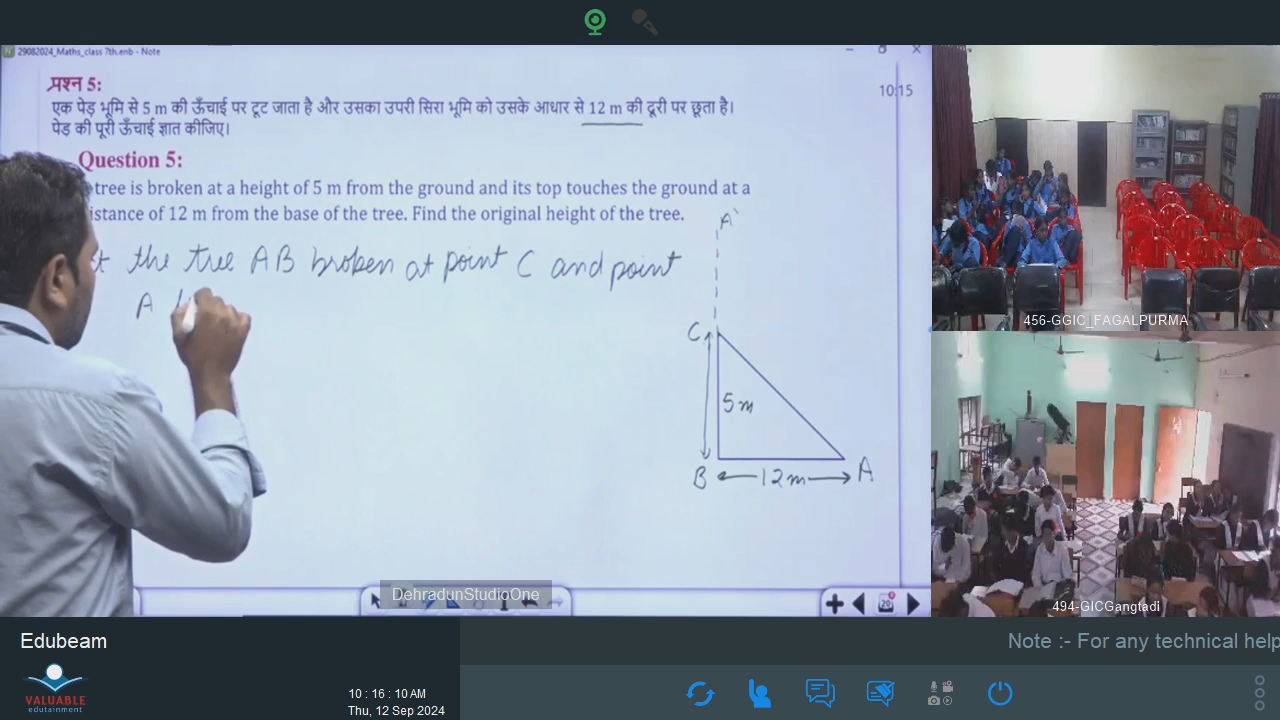 29082024_Maths_class 7th.enb - Note
प्रश्न 5:
10:15
एक पेड़ भूमि से 5 m की ऊँचाई पर टूट जाता है और उसका उपरी सिरा भूमि को उसके आधार से 12 m की दूरी पर छूता है।
पेड़ की पूरी ऊँचाई ज्ञात कीजिए।
Question 5:
tree is broken at a height of 5 m from the ground and its top touches the ground at a
istance of 12 m from the base of the tree. Find the original height of the tree.
A'
the tree AB broken at point C and point
A
C
5m
B 12m A
DehradunStudioOne
456-GGIC_FAGALPURMA
494-GICGangtadi
Edubeam
VALUABLE
edutainment
10 : 16 : 10 AM
Thu, 12 Sep 2024
Note :- For any technical help